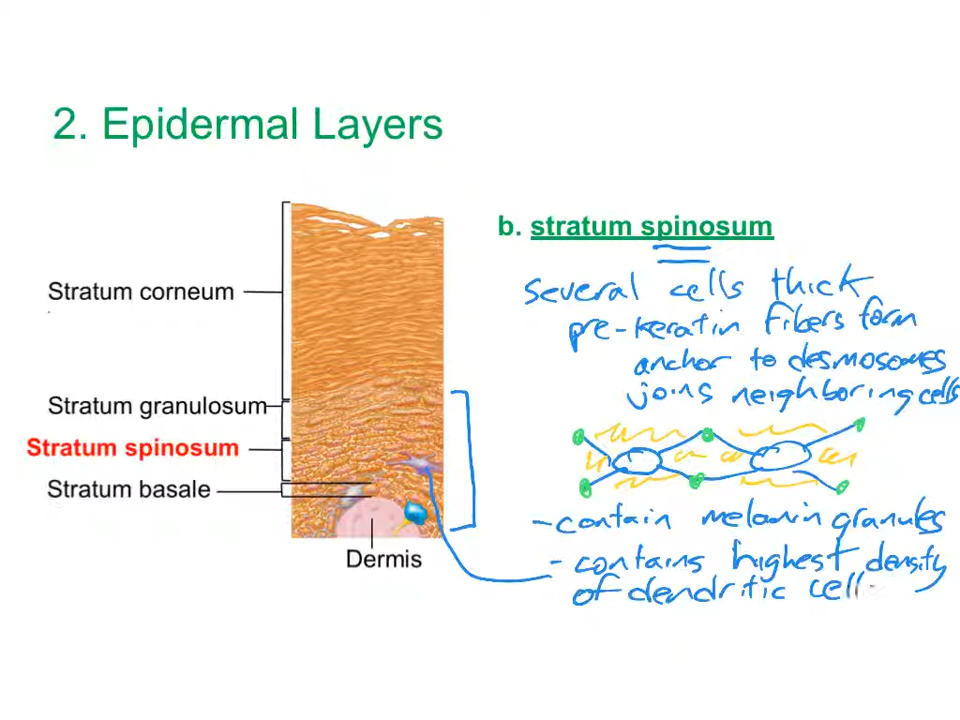 2. Epidermal Layers
b. stratum spinosum
Several cells thick
pre-keratin fibers form
anchor to desmosomes
joins neighboring cells
- contain melanin granules
- contains highest density
of dendritic cells
Stratum corneum
Stratum granulosum
Stratum spinosum
Stratum basale
Dermis